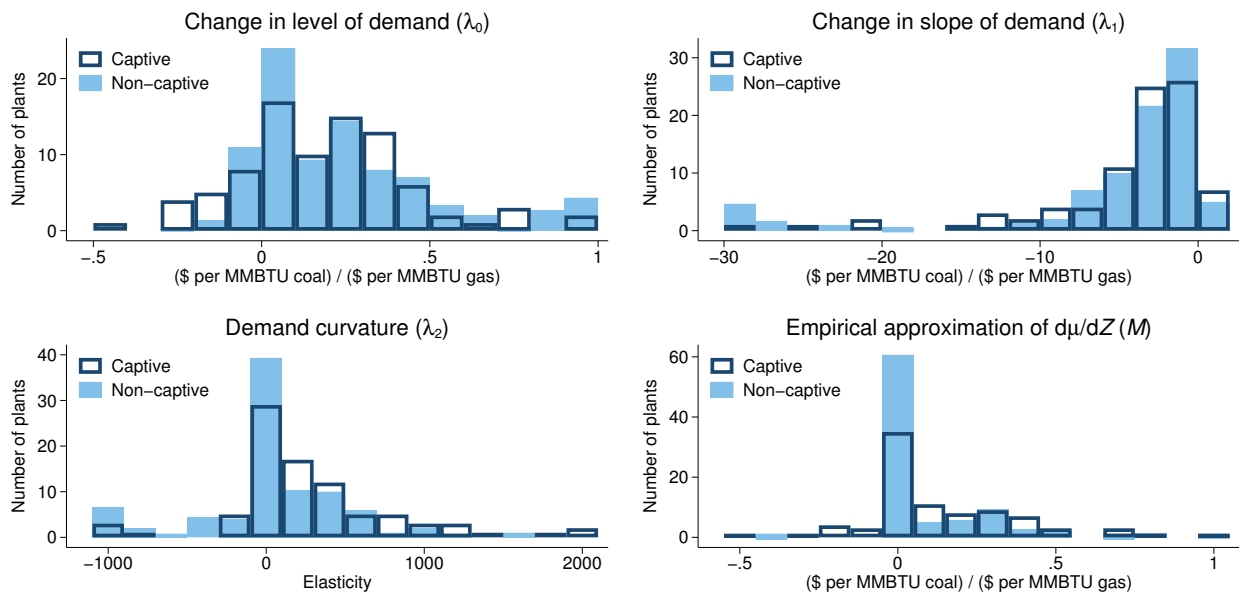 Change in level of demand (λ0)
Number of plants
20
10
0
Captive
Non−captive
−.5
0
.5
1
($ per MMBTU coal) / ($ per MMBTU gas)
Change in slope of demand (λ1)
Number of plants
30
20
10
0
Captive
Non−captive
−30
−20
−10
0
($ per MMBTU coal) / ($ per MMBTU gas)
Demand curvature (λ2)
Number of plants
40
30
20
10
0
Captive
Non−captive
−1000
0
1000
2000
Elasticity
Empirical approximation of dμ/dZ (M)
Number of plants
60
40
20
0
Captive
Non−captive
−.5
0
.5
1
($ per MMBTU coal) / ($ per MMBTU gas)